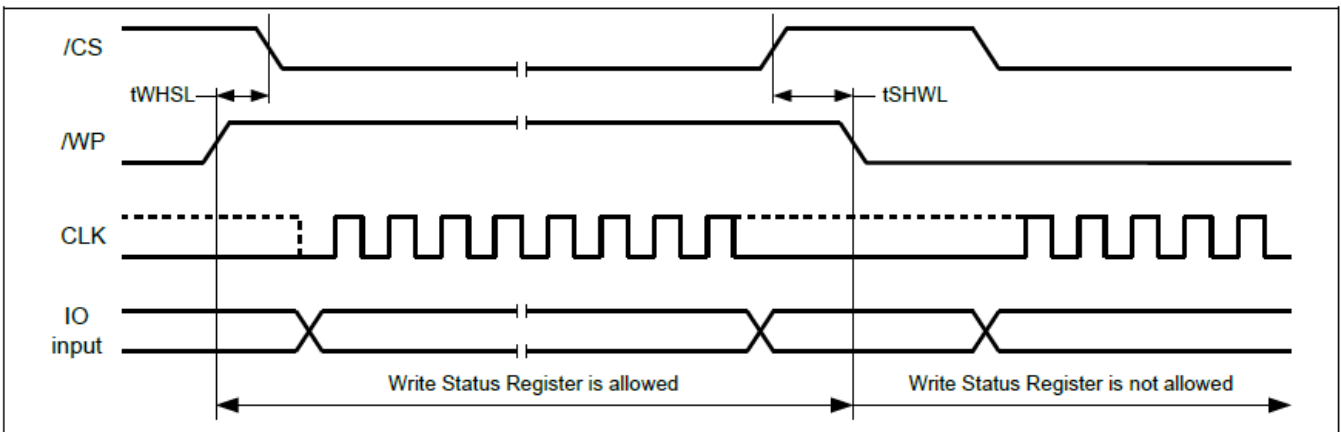 /CS
tWHSL
tSHWL
/WP
CLK
IO
input
Write Status Register is allowed
Write Status Register is not allowed